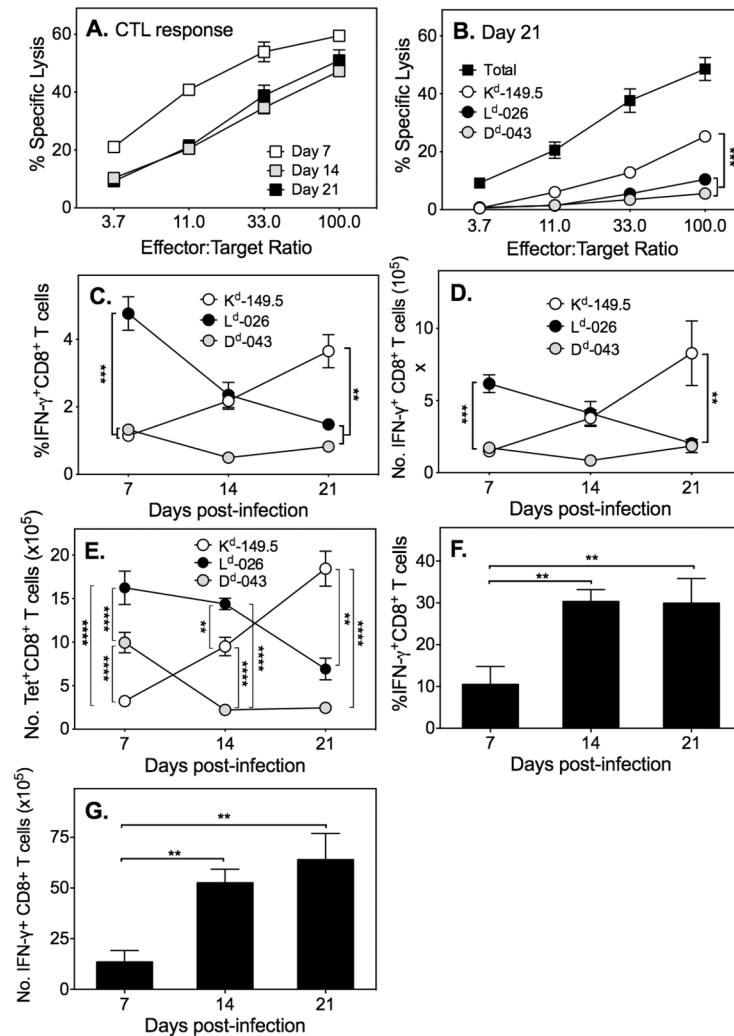 A. CTL response
% Specific Lysis
60
40
20
0
Day 7
Day 14
Day 21
3.7 11.0 33.0 100.0
Effector:Target Ratio
B. Day 21
% Specific Lysis
60
40
20
0
Total
Kd-149.5
Ld-026
Dd-043
***
3.7 11.0 33.0 100.0
Effector:Target Ratio
C.
%IFN-γ+CD8+ T cells
4
2
0
Kd-149.5
Ld-026
Dd-043
***
**
7 14 21
Days post-infection
D.
No. IFN-γ+ CD8+ T cells (105)
x
10
5
0
Kd-149.5
Ld-026
Dd-043
***
**
7 14 21
Days post-infection
E.
No. Tet+CD8+ T cells (x105)
20
15
10
5
0
Kd-149.5
Ld-026
Dd-043
****
****
****
**
****
****
**
****
7 14 21
Days post-infection
F.
%IFN-γ+CD8+ T cells
40
30
20
10
0
**
**
7 14 21
Days post-infection
G.
No. IFN-γ+ CD8+ T cells (x105)
75
50
25
0
**
**
7 14 21
Days post-infection